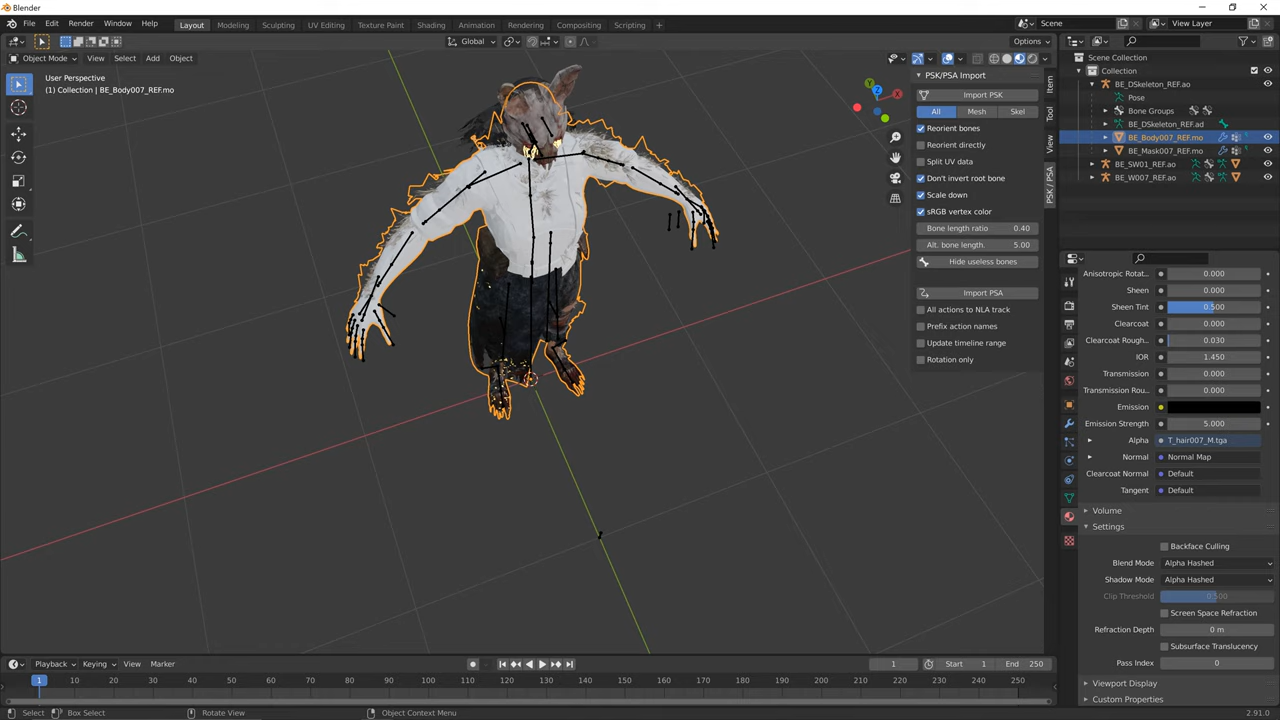 Blender
File Edit Render Window Help
Layout Modeling Sculpting UV Editing Texture Paint Shading Animation Rendering Compositing Scripting +
Scene
View Layer
Global
Options
Object Mode View Select Add Object
User Perspective
(1) Collection | BE_Body007_REF.mo
Z
Y
X
PSK/PSA Import
Import PSK
All Mesh Skel
Reorient bones
Reorient directly
Split UV data
Don't invert root bone
Scale down
sRGB vertex color
Bone length ratio 0.40
Alt. bone length. 5.00
Hide useless bones
Import PSA
All actions to NLA track
Prefix action names
Update timeline range
Rotation only
Item
Tool
View
PSK / PSA
Scene Collection
Collection
BE_DSkeleton_REF.ao
Pose
Bone Groups
BE_DSkeleton_REF.ad
BE_Body007_REF.mo
BE_Mask007_REF.mo
BE_SW01_REF.ao
BE_W007_REF.ao
Anisotropic Rotat... 0.000
Sheen 0.000
Sheen Tint 0.500
Clearcoat 0.000
Clearcoat Rough... 0.030
IOR 1.450
Transmission 0.000
Transmission Rou... 0.000
Emission
Emission Strength 5.000
Alpha T_hair007_M.tga
Normal Normal Map
Clearcoat Normal Default
Tangent Default
Volume
Settings
Backface Culling
Blend Mode Alpha Hashed
Shadow Mode Alpha Hashed
Clip Threshold 0.500
Screen Space Refraction
Refraction Depth 0 m
Subsurface Translucency
Pass Index 0
Viewport Display
Custom Properties
Playback Keying View Marker
1 Start 1 End 250
1 10 20 30 40 50 60 70 80 90 100 110 120 130 140 150 160 170 180 190 200 210 220 230 240 250
Select Box Select Rotate View Object Context Menu 2.91.0